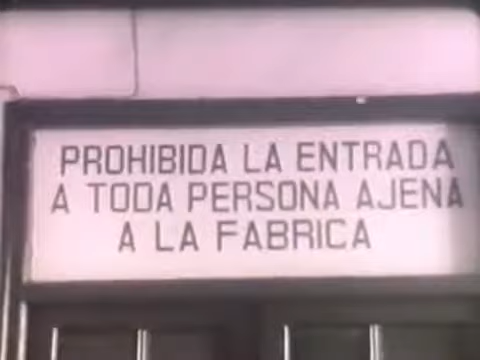 PROHIBIDA LA ENTRADA
A TODA PERSONA AJENA
A LA FABRICA